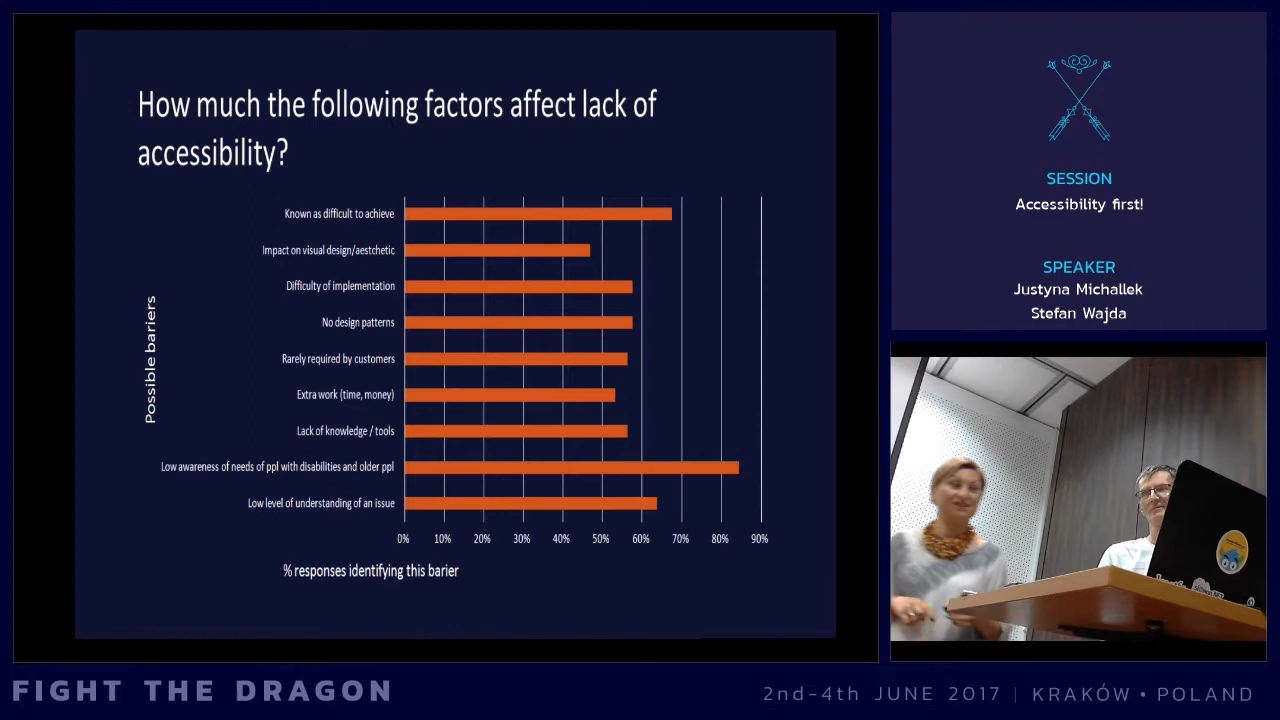 How much the following factors affect lack of
accessibility?
Possible bariers
Known as difficult to achieve
Impact on visual design/aestchetic
Difficulty of implementation
No design patterns
Rarely required by customers
Extra work (time, money)
Lack of knowledge / tools
Low awareness of needs of ppl with disabilities and older ppl
Low level of understanding of an issue
0% 10% 20% 30% 40% 50% 60% 70% 80% 90%
% responses identifying this barier
SESSION
Accessibility first!
SPEAKER
Justyna Michallek
Stefan Wajda
FIGHT THE DRAGON
2nd-4th JUNE 2017 | KRAKÓW • POLAND